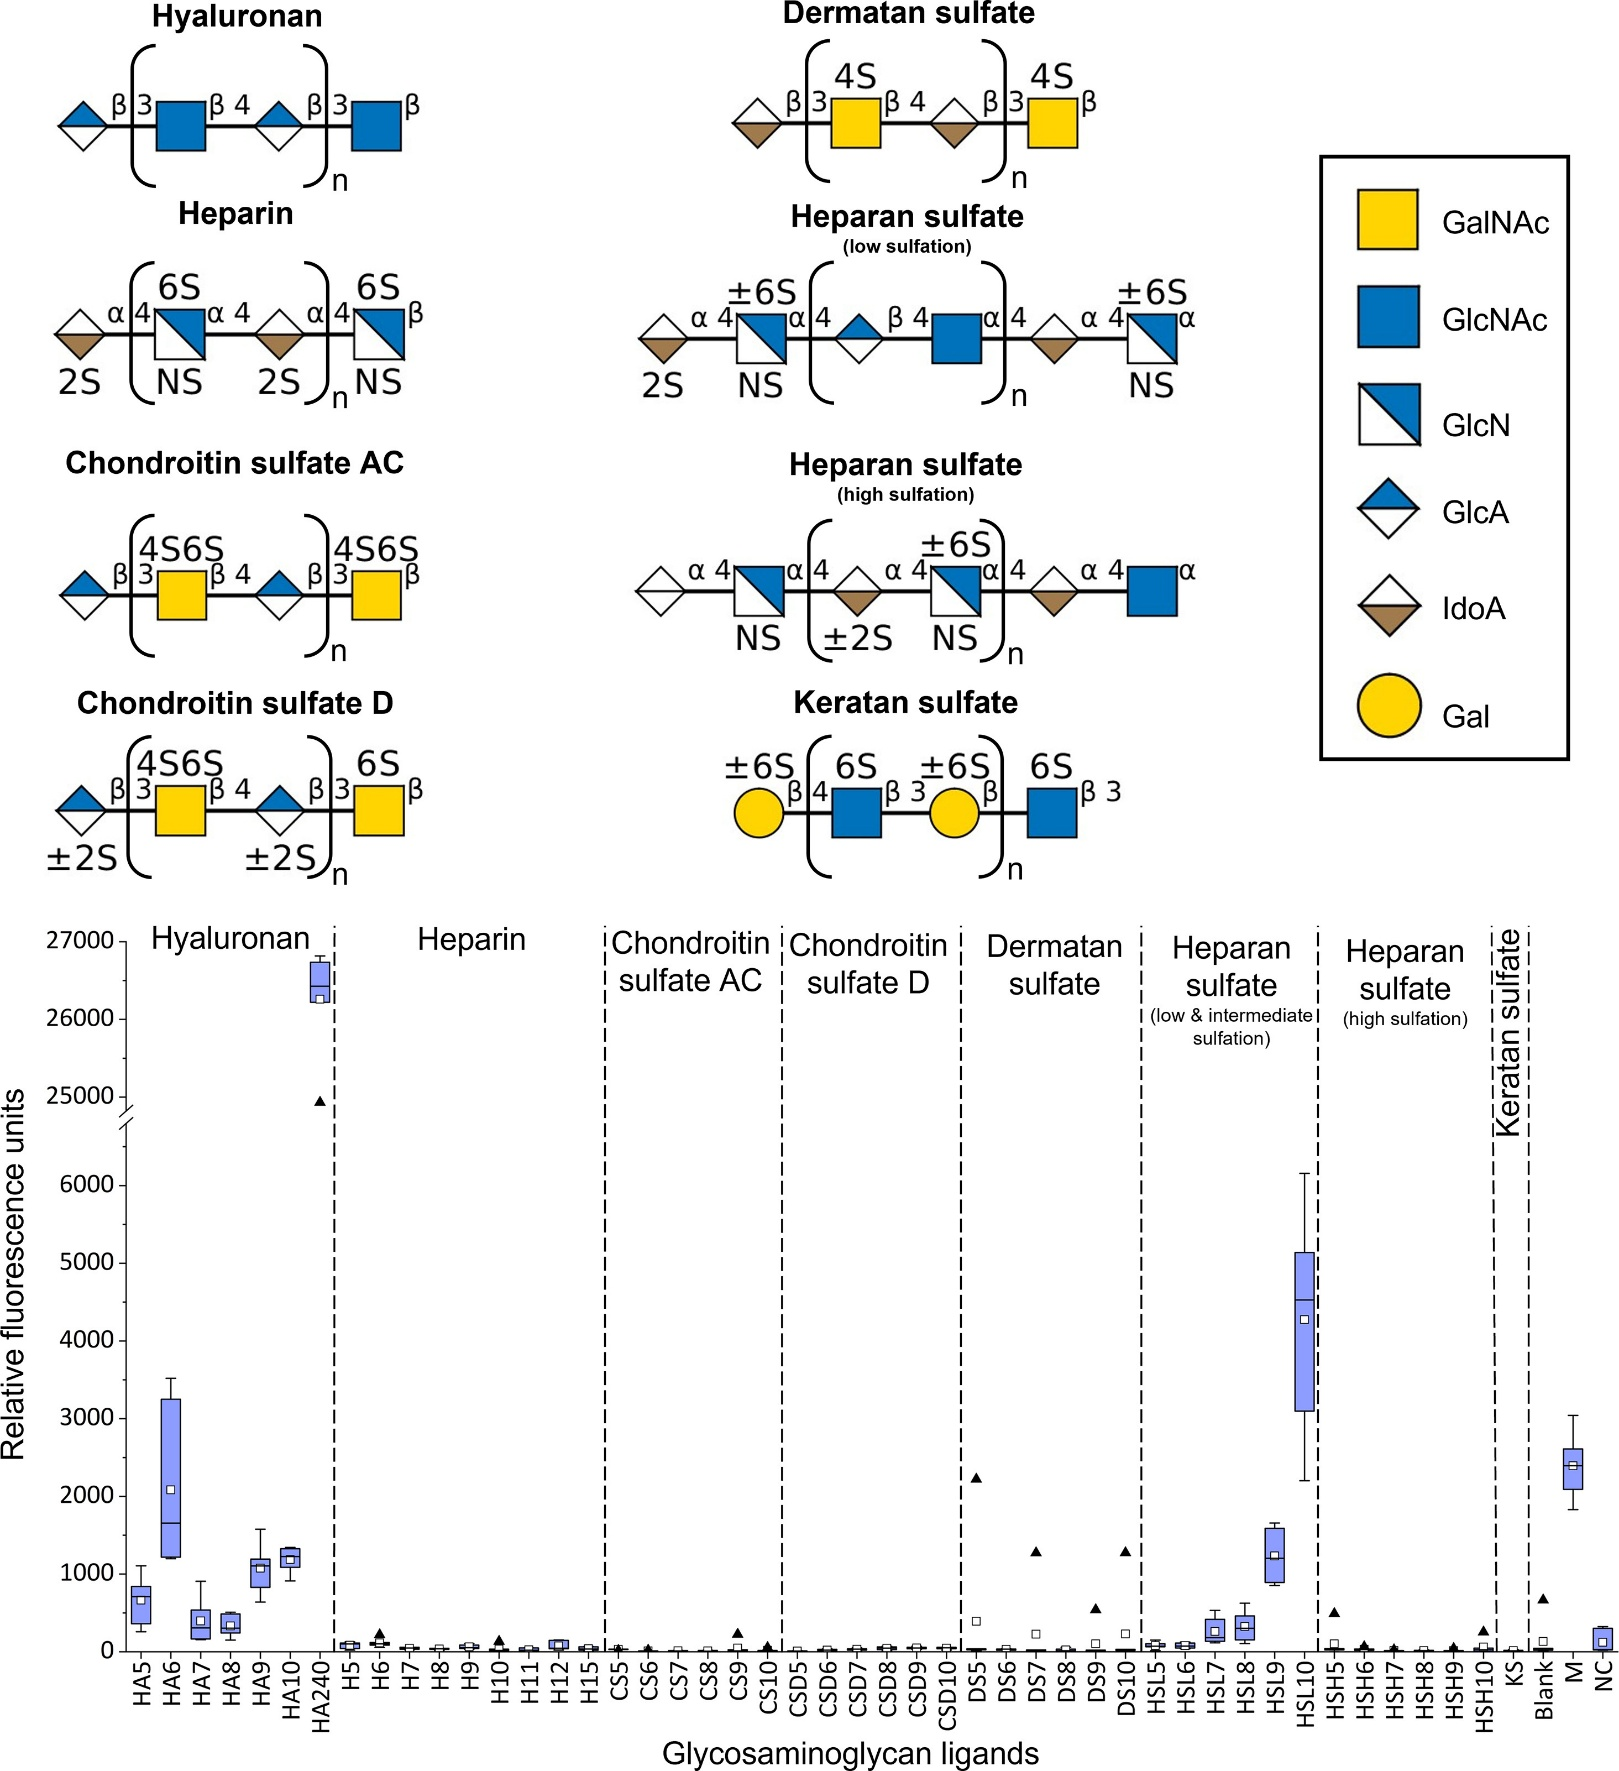 Hyaluronan
β 3 β 4 β 3 β
n
Dermatan sulfate
4S 4S
β 3 β 4 β 3 β
n
Heparin
6S 6S
α 4 α 4 α 4 β
2S NS 2S NS
n
Heparan sulfate
(low sulfation)
±6S ±6S
α 4 α 4 β 4 α 4 α 4 α
2S NS NS
n
Chondroitin sulfate AC
4S6S 4S6S
β 3 β 4 β 3 β
n
Heparan sulfate
(high sulfation)
±6S
α 4 α 4 α 4 α 4 α 4 α
NS ±2S NS
n
Chondroitin sulfate D
4S6S 6S
β 3 β 4 β 3 β
±2S ±2S
n
Keratan sulfate
±6S 6S ±6S 6S
β 4 β 3 β β 3
n
GalNAc
GlcNAc
GlcN
GlcA
IdoA
Gal
Relative fluorescence units
27000
26000
25000
6000
5000
4000
3000
2000
1000
0
Hyaluronan
Heparin
Chondroitin
sulfate AC
Chondroitin
sulfate D
Dermatan
sulfate
Heparan
sulfate
(low & intermediate
sulfation)
Heparan
sulfate
(high sulfation)
Keratan sulfate
HA5 HA6 HA7 HA8 HA9 HA10 HA240 H5 H6 H7 H8 H9 H10 H11 H12 H15 CS5 CS6 CS7 CS8 CS9 CS10 CSD5 CSD6 CSD7 CSD8 CSD9 CSD10 DS5 DS6 DS7 DS8 DS9 DS10 HSL5 HSL6 HSL7 HSL8 HSL9 HSL10 HSH5 HSH6 HSH7 HSH8 HSH9 HSH10 KS Blank MI NC
Glycosaminoglycan ligands